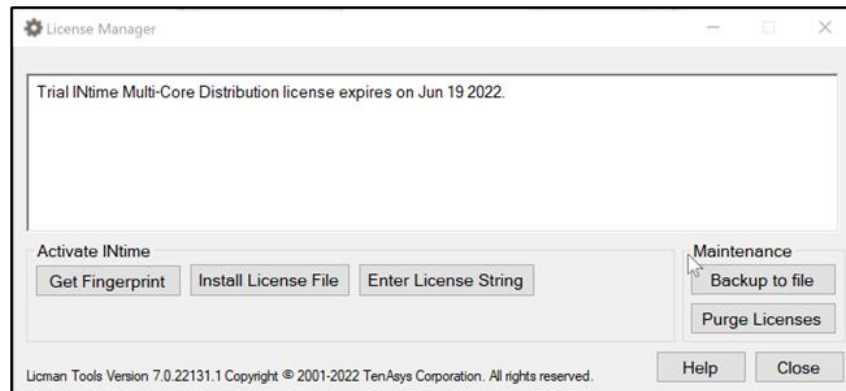 License Manager
Trial INtime Multi-Core Distribution license expires on Jun 19 2022.
Activate INtime
Get Fingerprint
Install License File
Enter License String
Maintenance
Backup to file
Purge Licenses
Help
Close
Licman Tools Version 7.0.22131.1 Copyright © 2001-2022 TenAsys Corporation. All rights reserved.